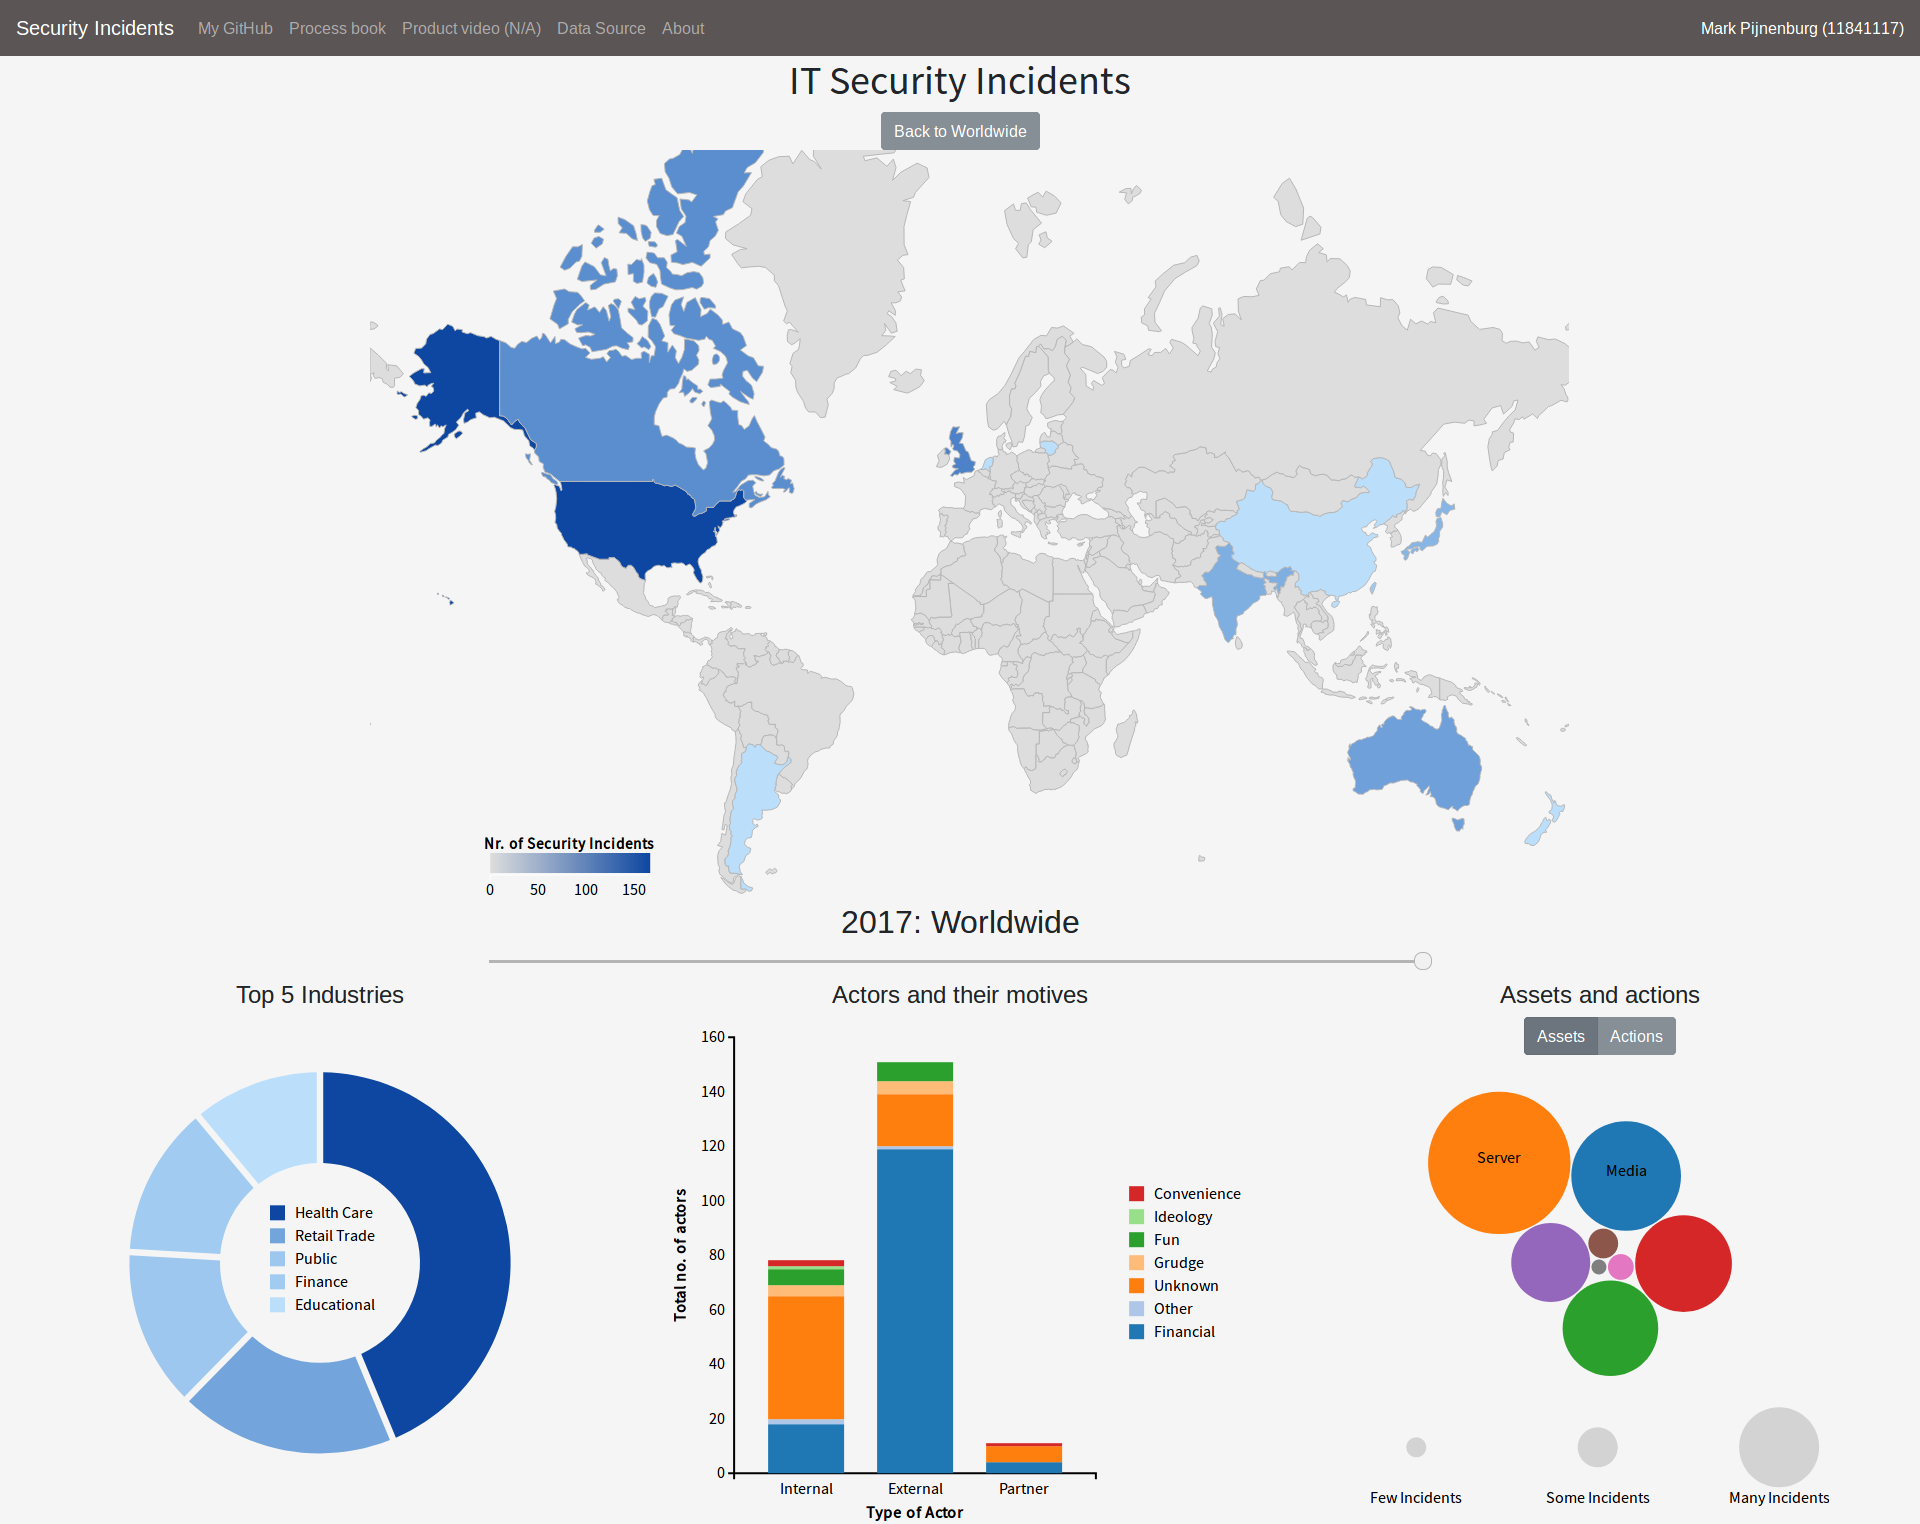 Security Incidents My GitHub Process book Product video (N/A) Data Source About Mark Pijnenburg (11841117)
IT Security Incidents
Back to Worldwide
Nr. of Security Incidents
0 50 100 150
2017: Worldwide
Top 5 Industries
Health Care
Retail Trade
Public
Finance
Educational
Actors and their motives
160
140
120
100
80
60
40
20
0
Total no. of actors
Internal External Partner
Type of Actor
Convenience
Ideology
Fun
Grudge
Unknown
Other
Financial
Assets and actions
Assets Actions
Server
Media
Few Incidents Some Incidents Many Incidents